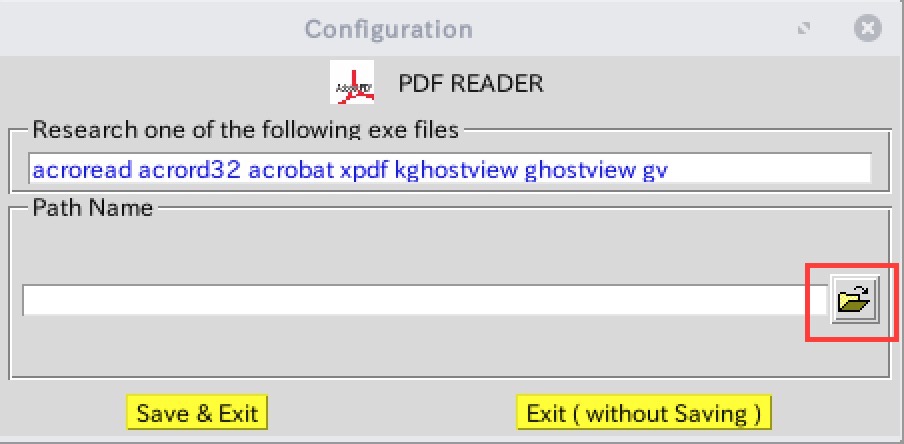 Configuration
PDF READER
Research one of the following exe files
acroread acrord32 acrobat xpdf kghostview ghostview gv
Path Name
Save & Exit
Exit ( without Saving )